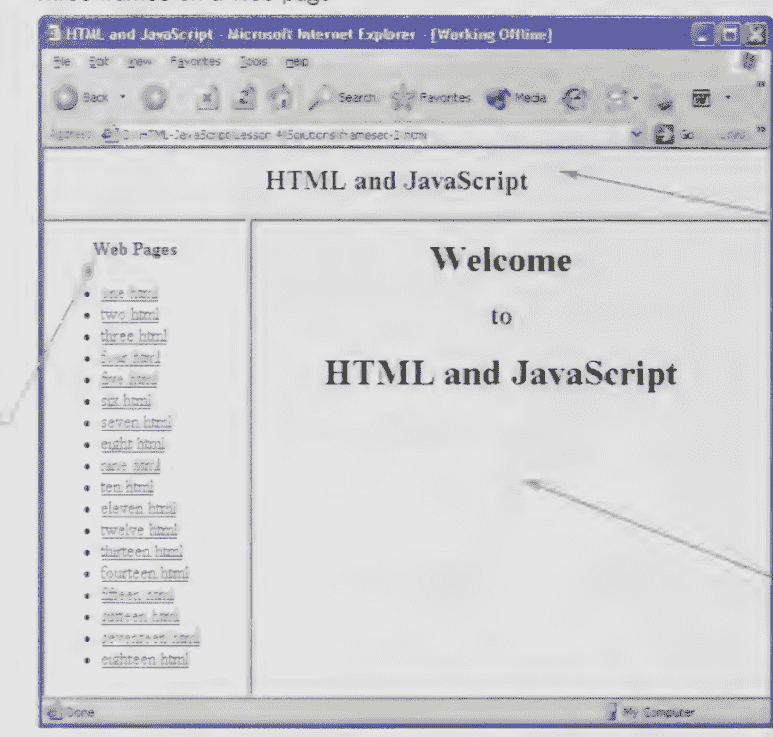 HTML and JavaScript - Microsoft Internet Explorer - [Working Offline]
File Edit View Favorites Tools Help
Back Search Favorites Media
Address Go Links
HTML and JavaScript
Web Pages
one.html
two.html
three.html
four.html
five.html
six.html
seven.html
eight.html
nine.html
ten.html
eleven.html
twelve.html
thirteen.html
fourteen.html
fifteen.html
sixteen.html
seventeen.html
eighteen.html
Welcome
to
HTML and JavaScript
Done My Computer